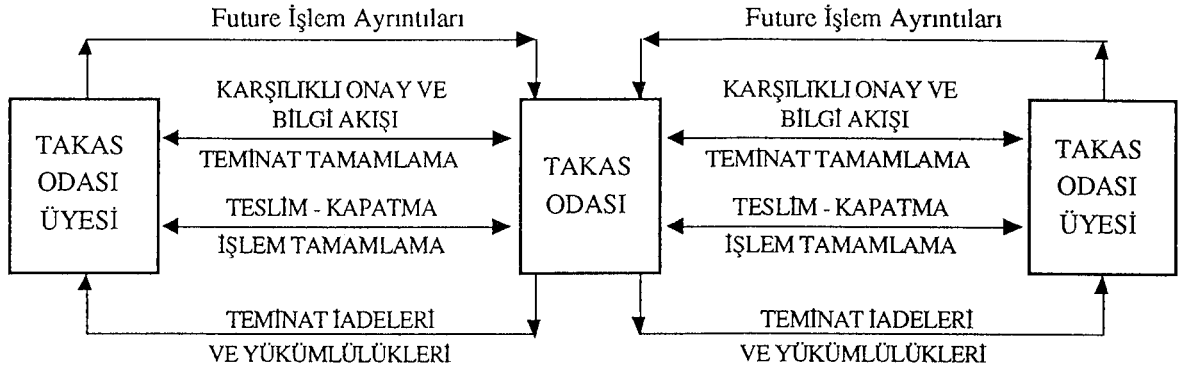 Future İşlem Ayrıntıları
Future İşlem Ayrıntıları
TAKAS
ODASI
ÜYESİ
KARŞILIKLI ONAY VE
BİLGİ AKIŞI
TEMİNAT TAMAMLAMA
TESLİM - KAPATMA
İŞLEM TAMAMLAMA
TEMİNAT İADELERİ
VE YÜKÜMLÜLÜKLERİ
TAKAS
ODASI
KARŞILIKLI ONAY VE
BİLGİ AKIŞI
TEMİNAT TAMAMLAMA
TESLİM - KAPATMA
İŞLEM TAMAMLAMA
TEMİNAT İADELERİ
VE YÜKÜMLÜLÜKLERİ
TAKAS
ODASI
ÜYESİ